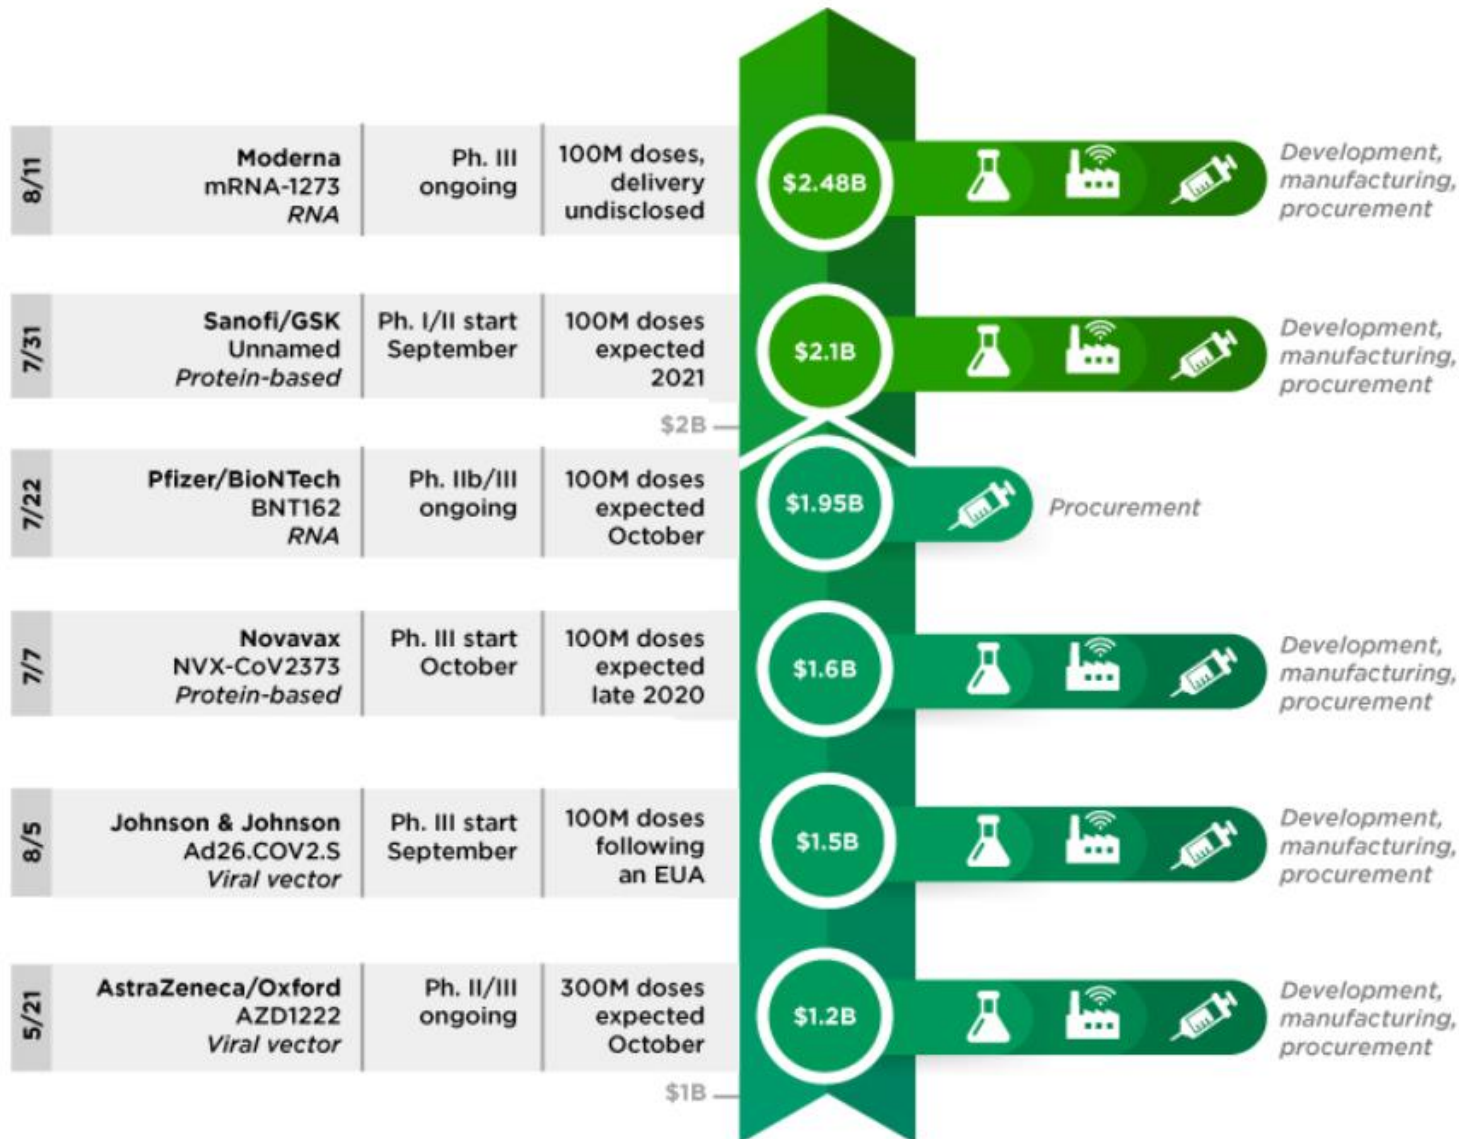 8/11
Moderna
mRNA-1273
RNA
Ph. III
ongoing
100M doses,
delivery
undisclosed
$2.48B
Development,
manufacturing,
procurement
7/31
Sanofi/GSK
Unnamed
Protein-based
Ph. I/II start
September
100M doses
expected
2021
$2.1B
Development,
manufacturing,
procurement
$2B
7/22
Pfizer/BioNTech
BNT162
RNA
Ph. IIb/III
ongoing
100M doses
expected
October
$1.95B
Procurement
7/7
Novavax
NVX-CoV2373
Protein-based
Ph. III start
October
100M doses
expected
late 2020
$1.6B
Development,
manufacturing,
procurement
8/5
Johnson & Johnson
Ad26.COV2.S
Viral vector
Ph. III start
September
100M doses
following
an EUA
$1.5B
Development,
manufacturing,
procurement
5/21
AstraZeneca/Oxford
AZD1222
Viral vector
Ph. II/III
ongoing
300M doses
expected
October
$1.2B
Development,
manufacturing,
procurement
$1B